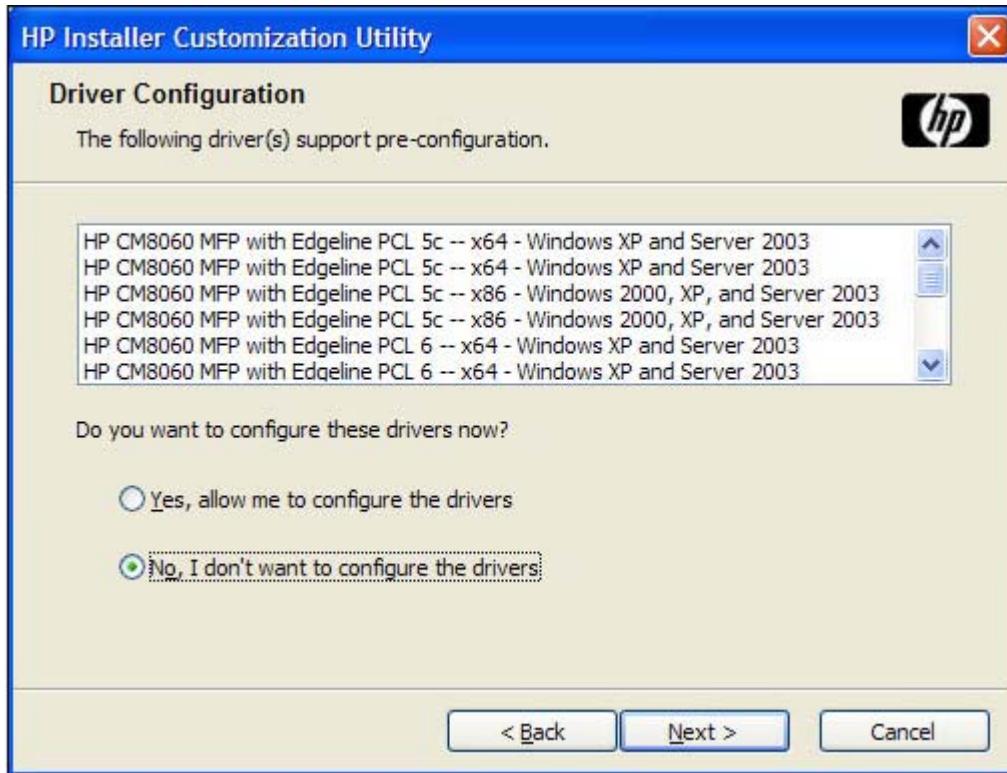 HP Installer Customization Utility
Driver Configuration
The following driver(s) support pre-configuration.
hp
HP CM8060 MFP with Edgeline PCL 5c -- x64 - Windows XP and Server 2003
HP CM8060 MFP with Edgeline PCL 5c -- x64 - Windows XP and Server 2003
HP CM8060 MFP with Edgeline PCL 5c -- x86 - Windows 2000, XP, and Server 2003
HP CM8060 MFP with Edgeline PCL 5c -- x86 - Windows 2000, XP, and Server 2003
HP CM8060 MFP with Edgeline PCL 6 -- x64 - Windows XP and Server 2003
HP CM8060 MFP with Edgeline PCL 6 -- x64 - Windows XP and Server 2003
Do you want to configure these drivers now?
Yes, allow me to configure the drivers
No, I don't want to configure the drivers
< Back
Next >
Cancel